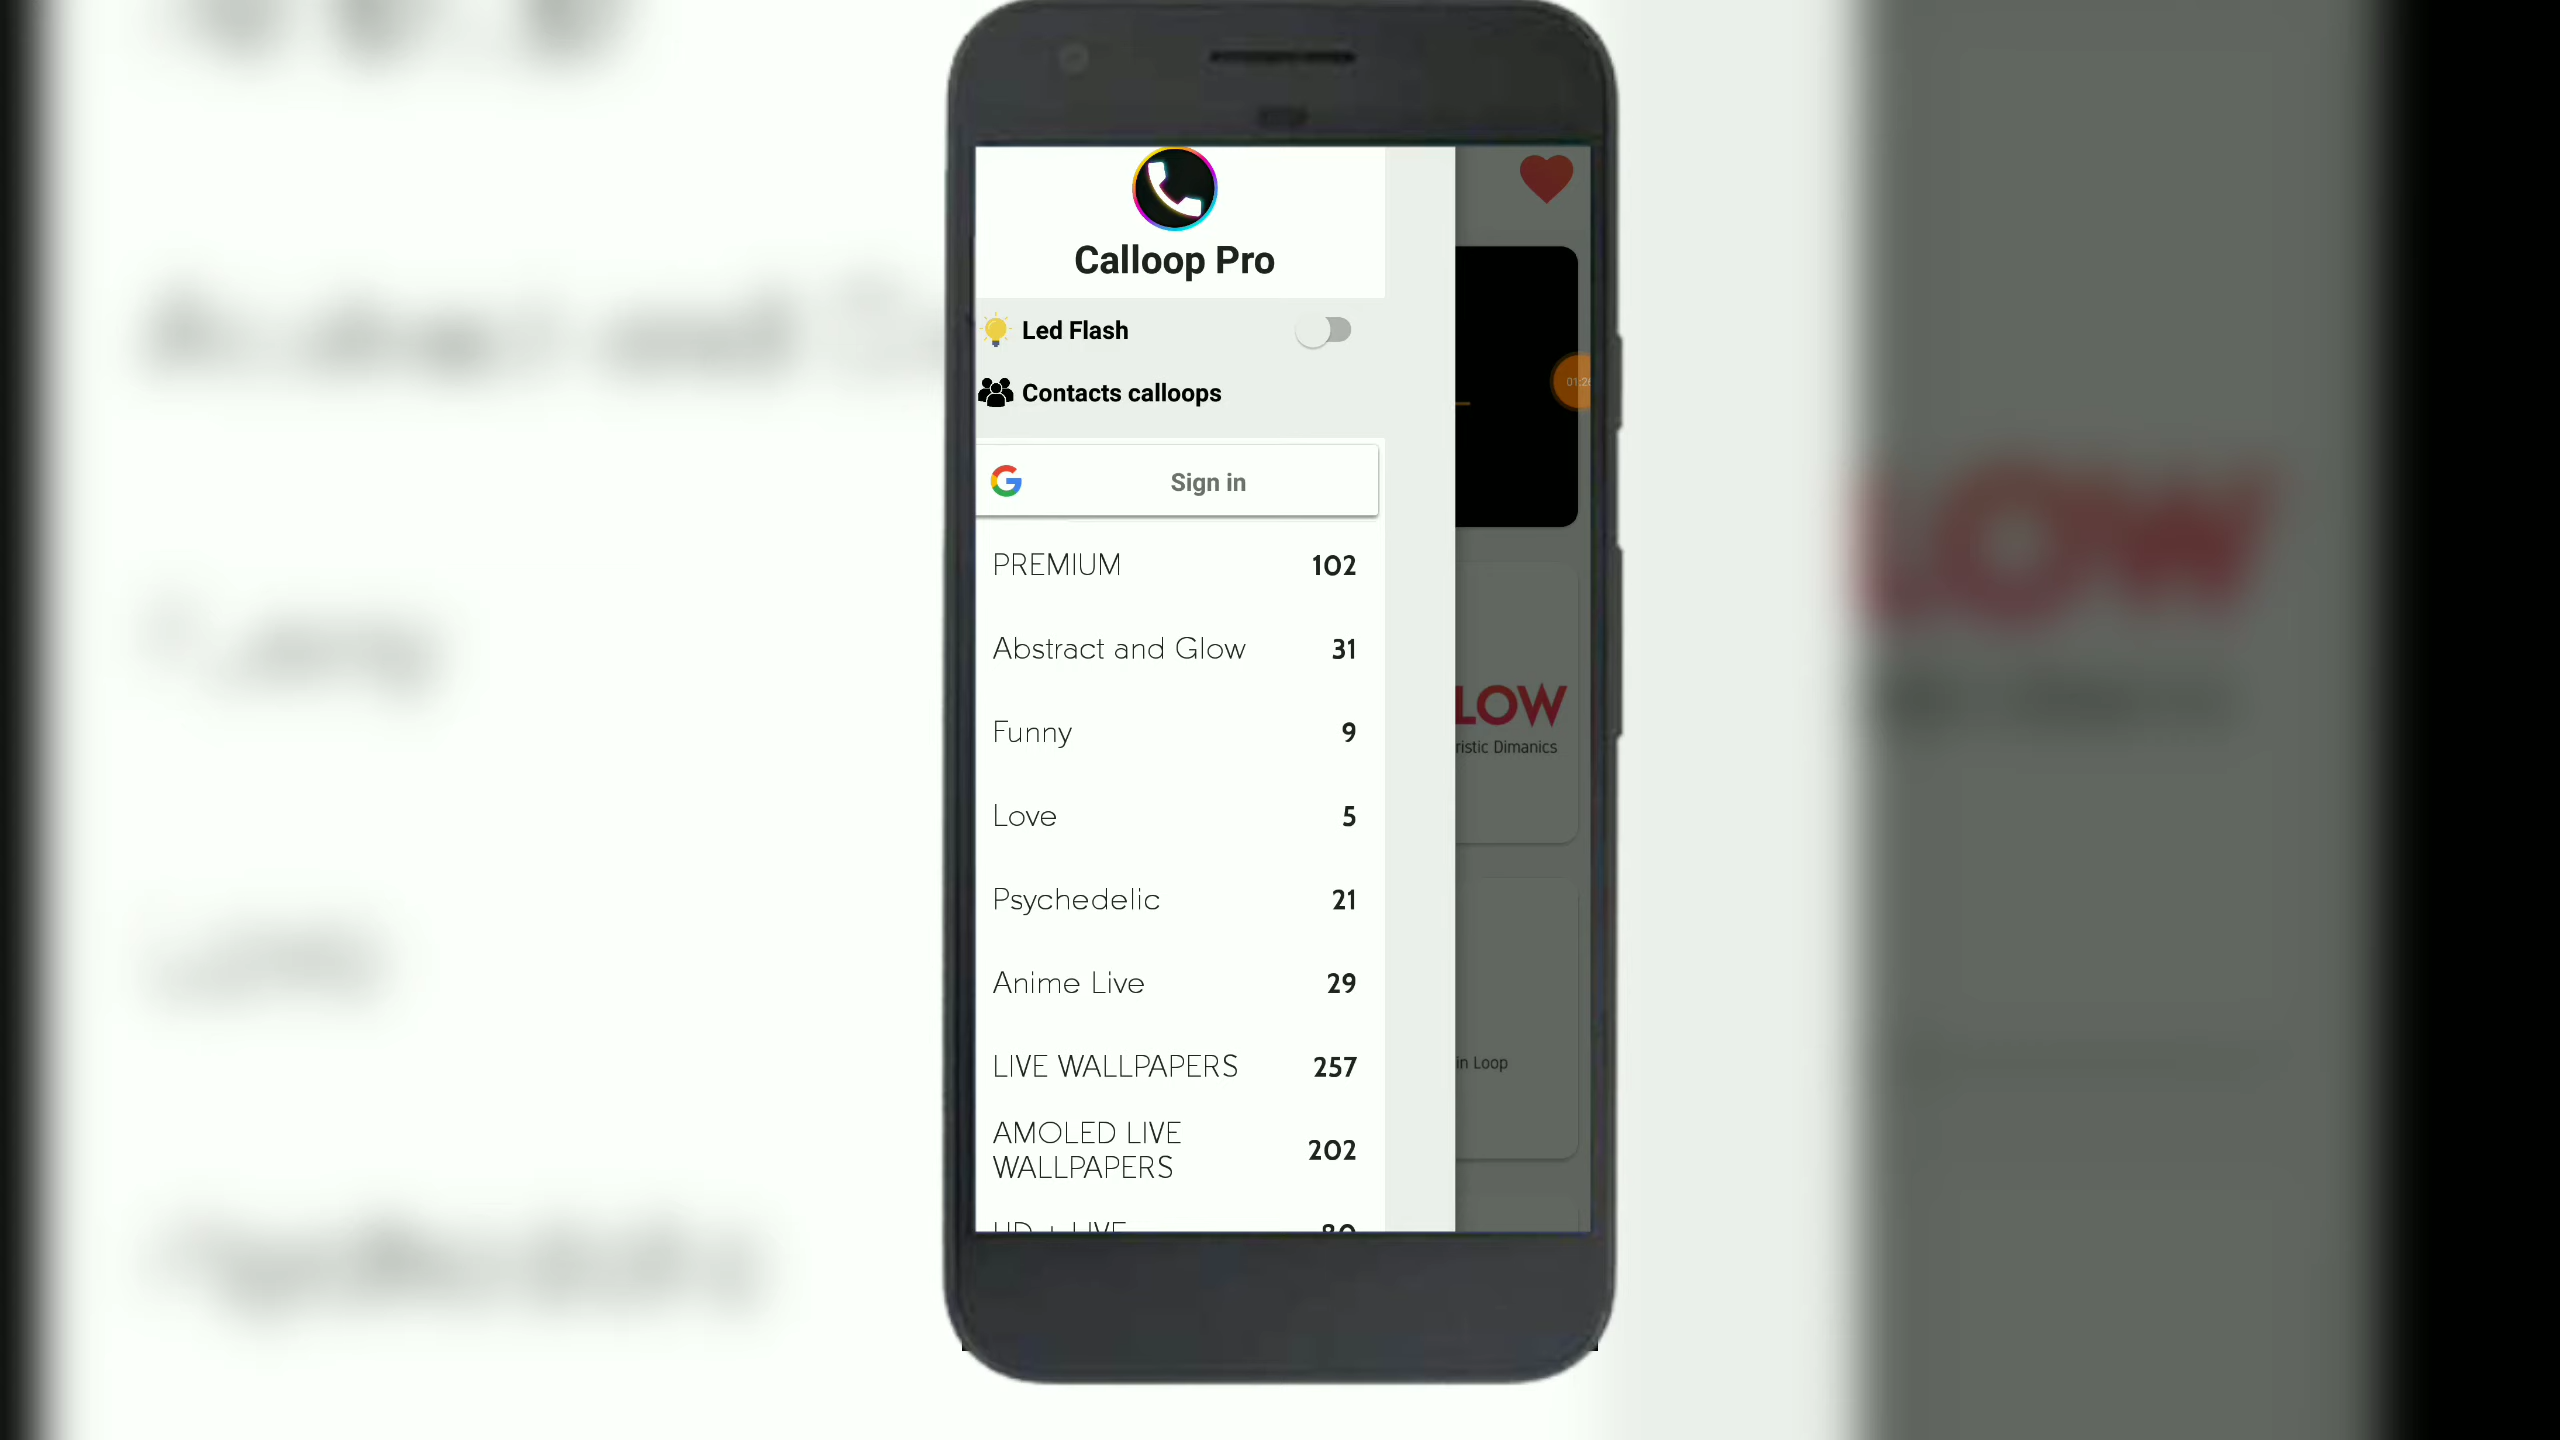 Calloop Pro
Led Flash
Contacts calloops
Sign in
PREMIUM 102
Abstract and Glow 31
Funny 9
Love 5
Psychedelic 21
Anime Live 29
LIVE WALLPAPERS 257
AMOLED LIVE
WALLPAPERS 202
LOW
ristic Dimanics
in Loop